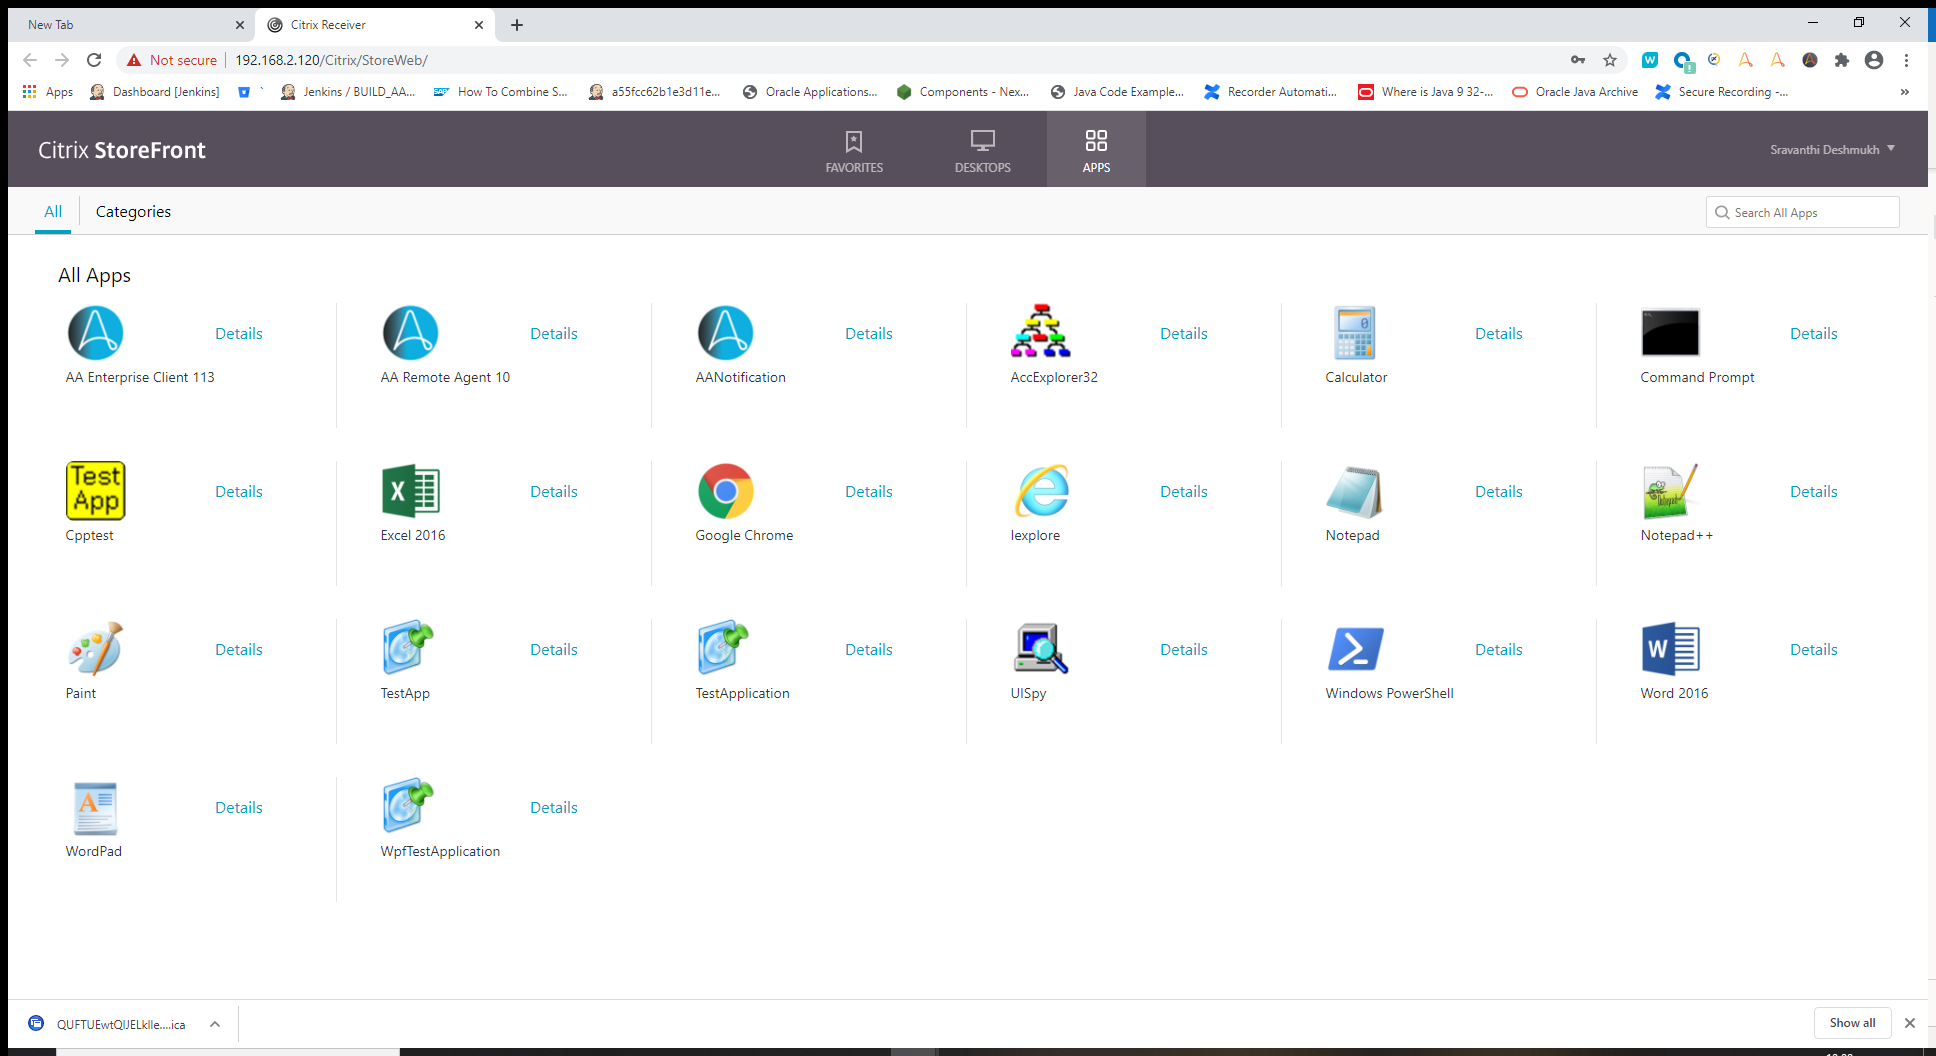 New Tab
Citrix Receiver
Not secure
192.168.2.120/Citrix/StoreWeb/
Apps
Dashboard [Jenkins]
Jenkins / BUILD_AA...
How To Combine S...
a55fcc62b1e3d11e...
Oracle Applications...
Components - Nex...
Java Code Example...
Recorder Automati...
Where is Java 9 32-...
Oracle Java Archive
Secure Recording -...
»
Citrix StoreFront
FAVORITES
DESKTOPS
APPS
Sravanthi Deshmukh
All
Categories
Search All Apps
All Apps
Details
Details
Details
Details
Details
Details
AA Enterprise Client 113
AA Remote Agent 10
AANotification
AccExplorer32
Calculator
Command Prompt
Test
App
Details
Details
Details
Details
Details
Details
Cpptest
Excel 2016
Google Chrome
Iexplore
Notepad
Notepad++
Details
Details
Details
Details
Details
Details
Paint
TestApp
TestApplication
UISpy
Windows PowerShell
Word 2016
Details
Details
WordPad
WpfTestApplication
Show all